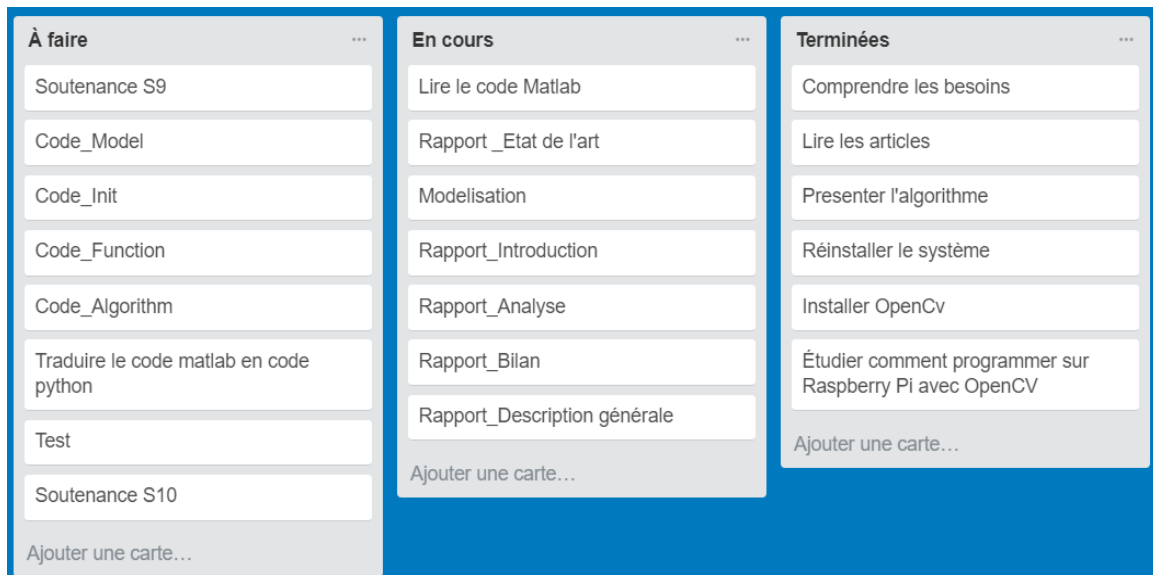 À faire
Soutenance S9
Code_Model
Code_Init
Code_Function
Code_Algorithm
Traduire le code matlab en code
python
Test
Soutenance S10
Ajouter une carte…
En cours
Lire le code Matlab
Rapport _Etat de l'art
Modelisation
Rapport_Introduction
Rapport_Analyse
Rapport_Bilan
Rapport_Description générale
Ajouter une carte…
Terminées
Comprendre les besoins
Lire les articles
Presenter l'algorithme
Réinstaller le système
Installer OpenCv
Étudier comment programmer sur
Raspberry Pi avec OpenCV
Ajouter une carte…